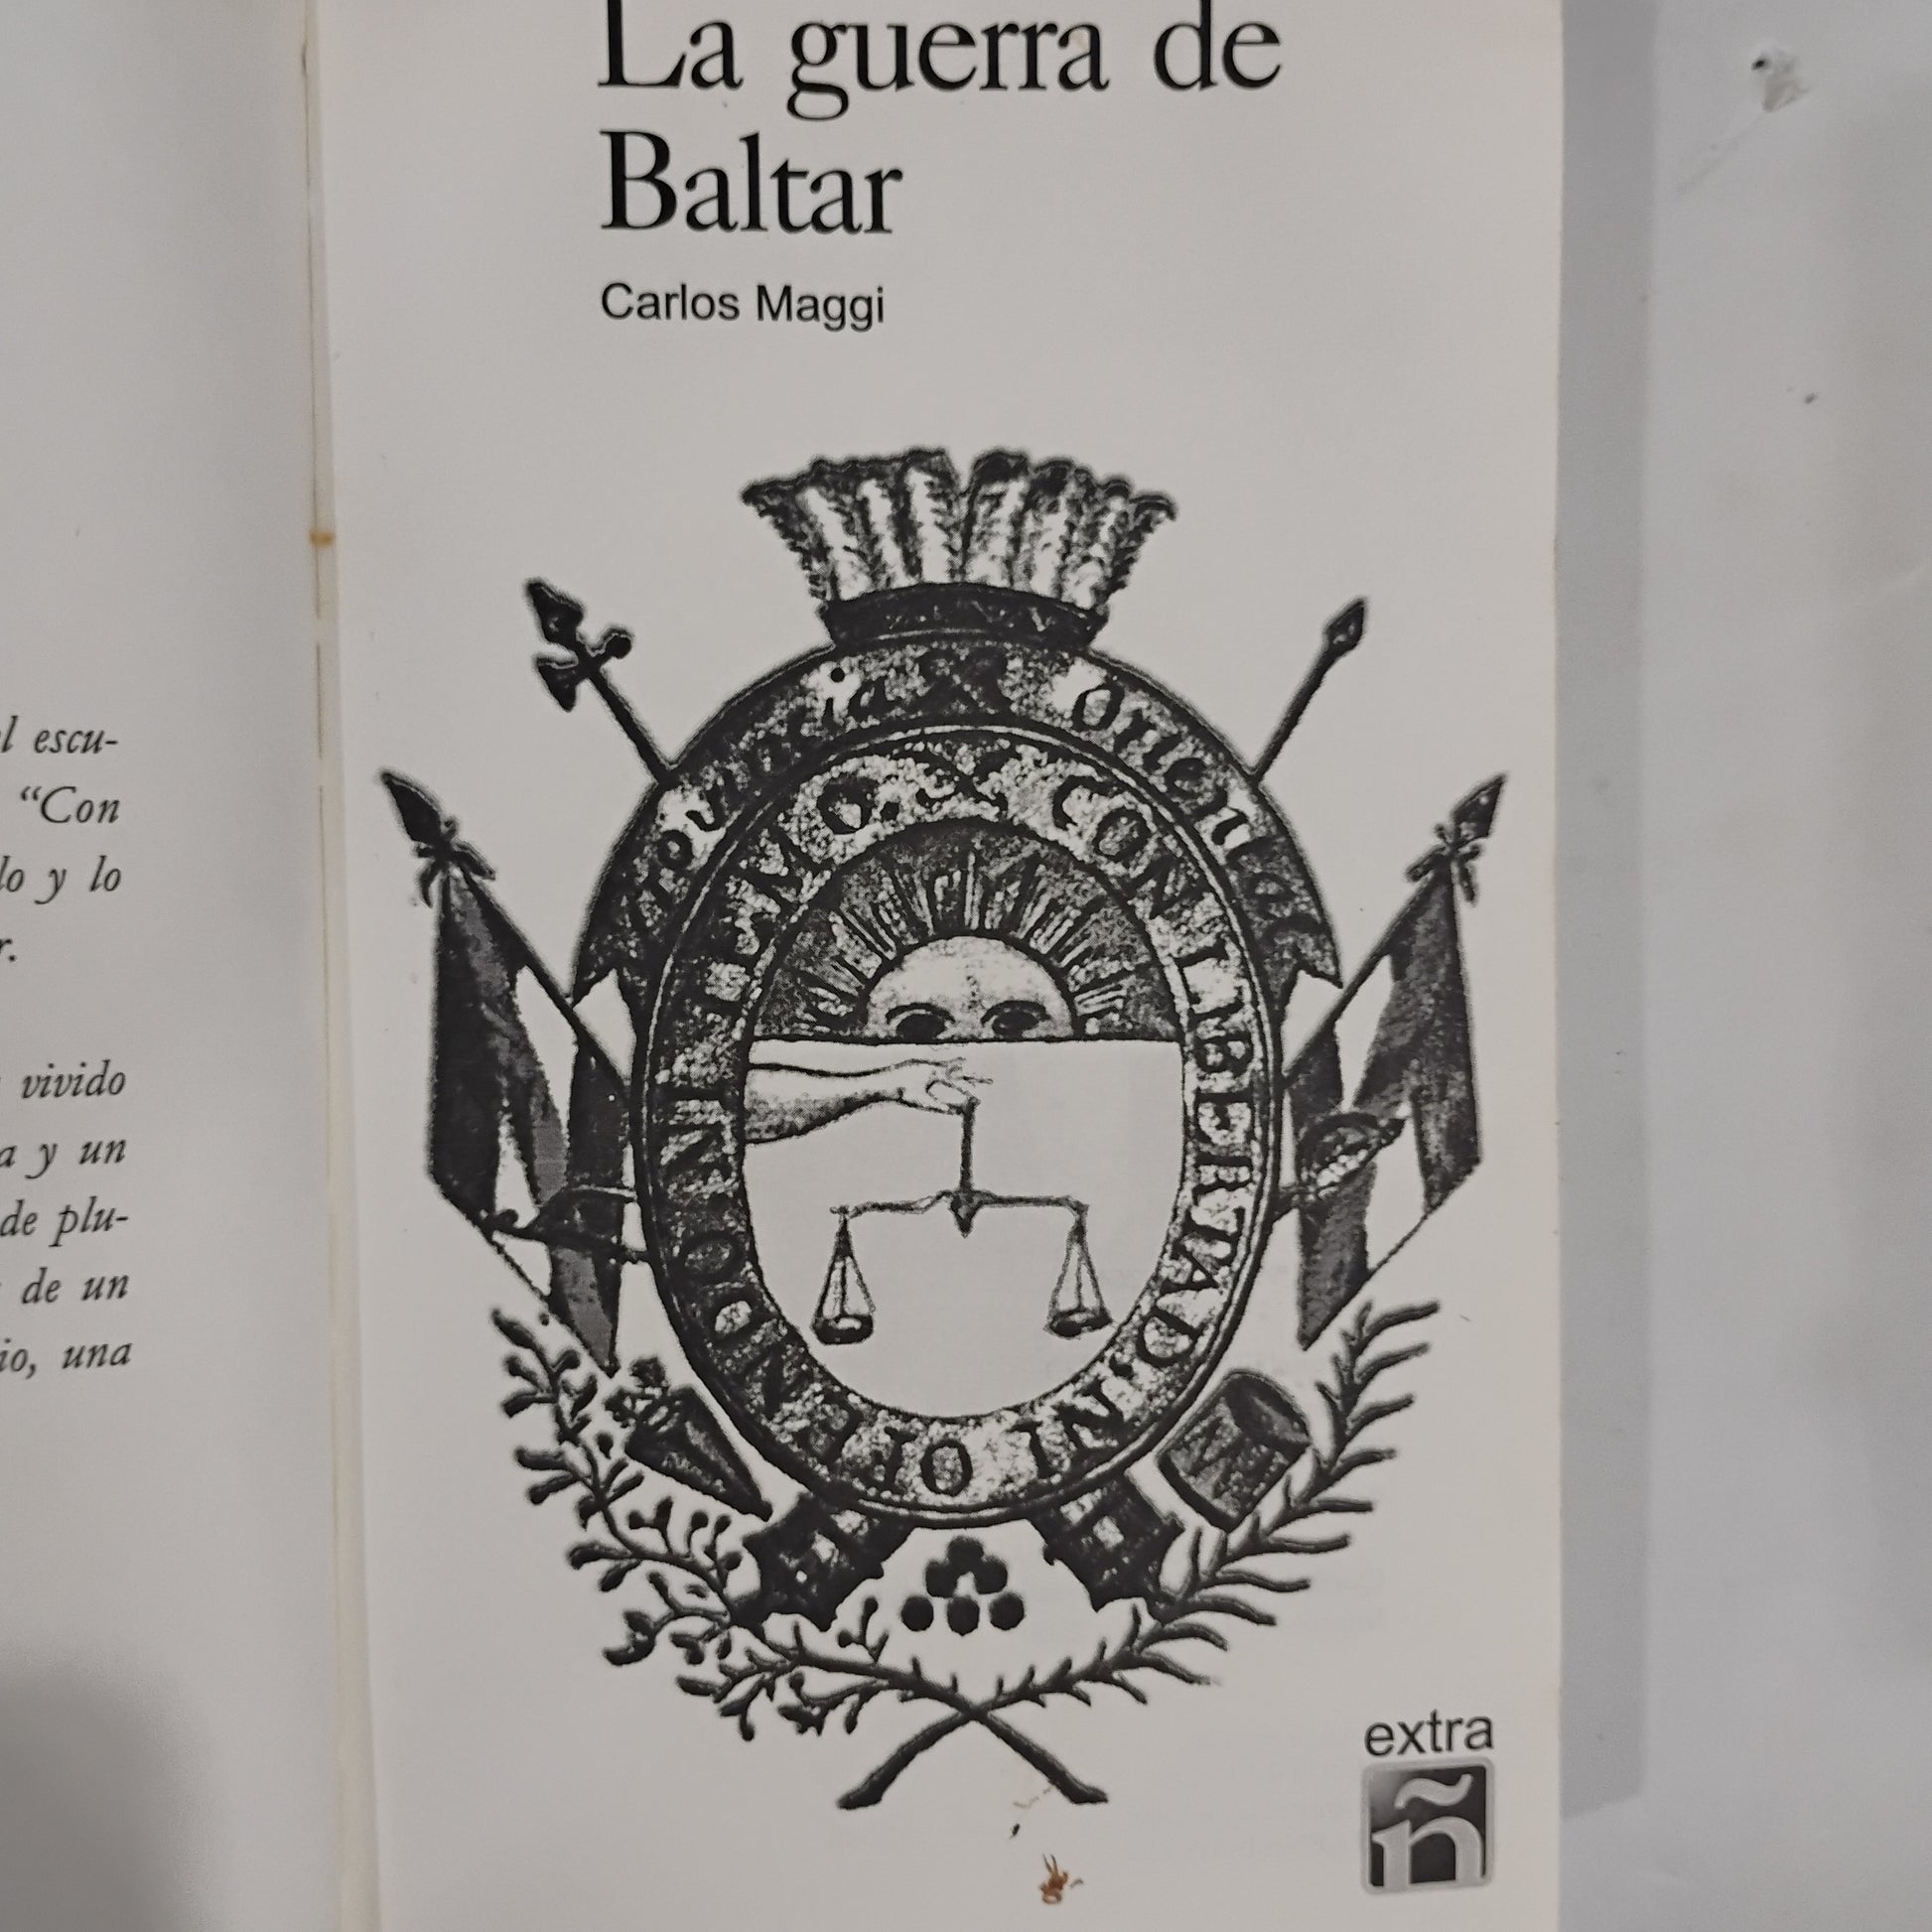 l escu-
“Con
lo y lo
r.
vivido
a y un
de plu-
de un
io, una
La guerra de
Baltar
Carlos Maggi
Provincia Oriental
CON LIBERTAD, NI OFENDO, NI TEMO.
extra
ñ